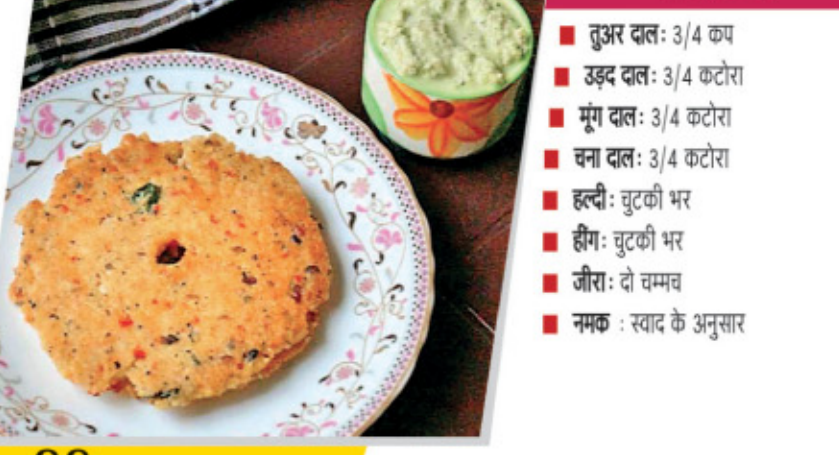 तुअर दाल: 3/4 कप
उड़द दाल: 3/4 कटोरा
मूंग दाल: 3/4 कटोरा
चना दाल: 3/4 कटोरा
हल्दी: चुटकी भर
हींग: चुटकी भर
जीरा: दो चम्मच
नमक : स्वाद के अनुसार